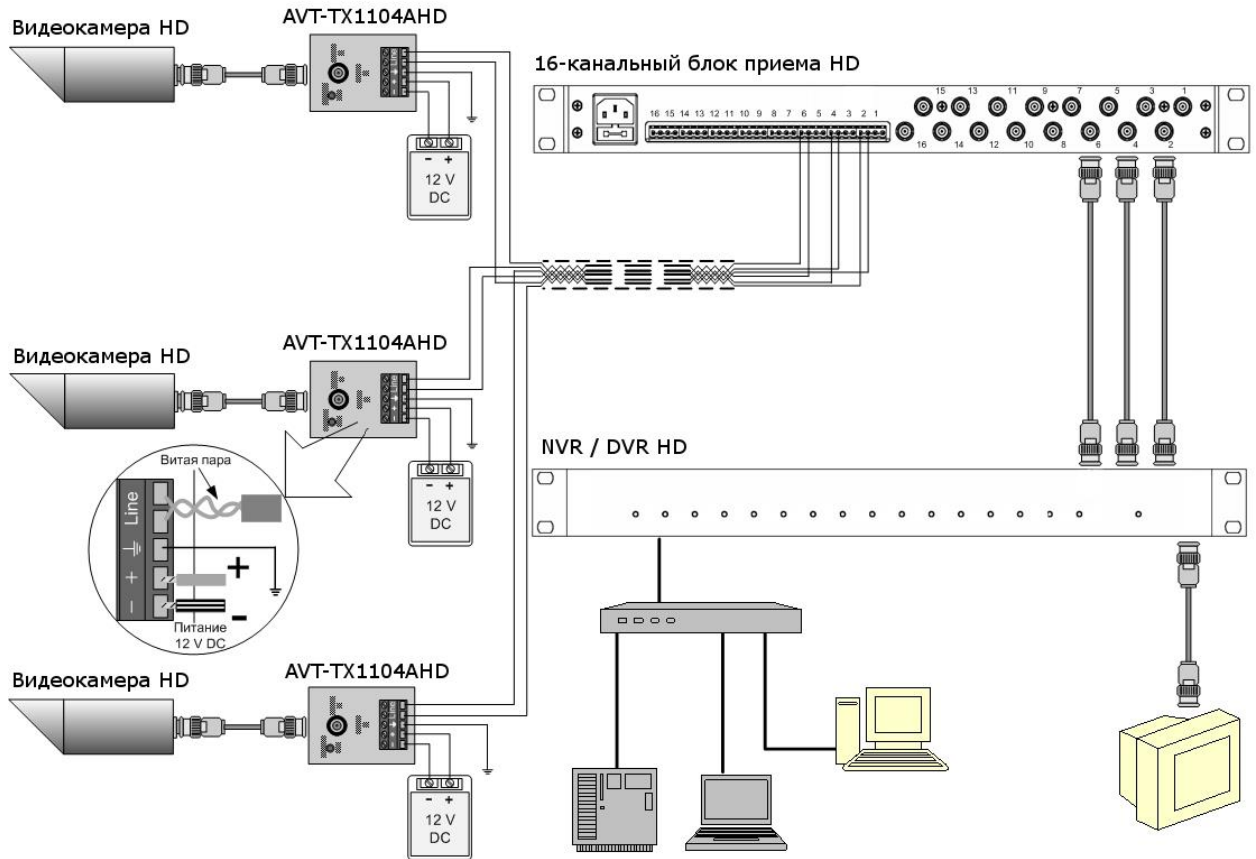 Видеокамера HD
AVT-TX1104AHD
- +
12 V
DC
16-канальный блок приема HD
16 15 14 13 12 11 10 9 8 7 6 5 4 3 2 1
15 13 11 9 7 5 3 1
16 14 12 10 8 6 4 2
Видеокамера HD
AVT-TX1104AHD
- +
12 V
DC
NVR / DVR HD
Витая пара
Line
+
-
+
-
Питание
12 V DC
Видеокамера HD
AVT-TX1104AHD
- +
12 V
DC